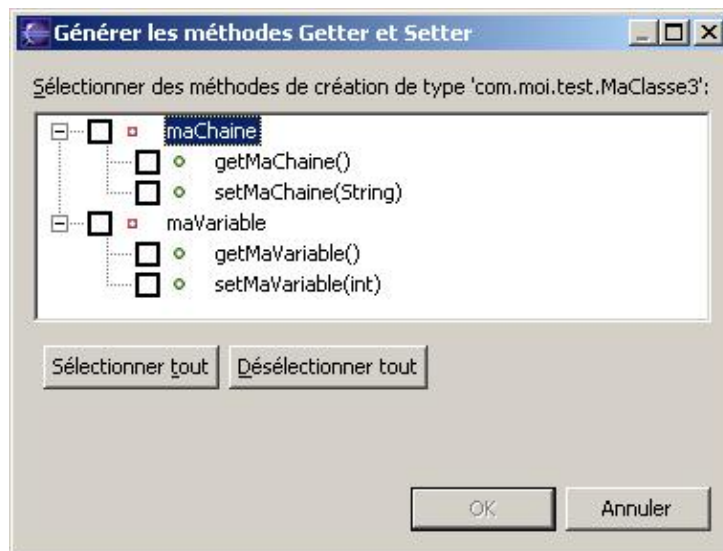 Générer les méthodes Getter et Setter
Sélectionner des méthodes de création de type 'com.moi.test.MaClasse3':
maChaine
getMaChaine()
setMaChaine(String)
maVariable
getMaVariable()
setMaVariable(int)
Sélectionner tout Désélectionner tout
OK Annuler